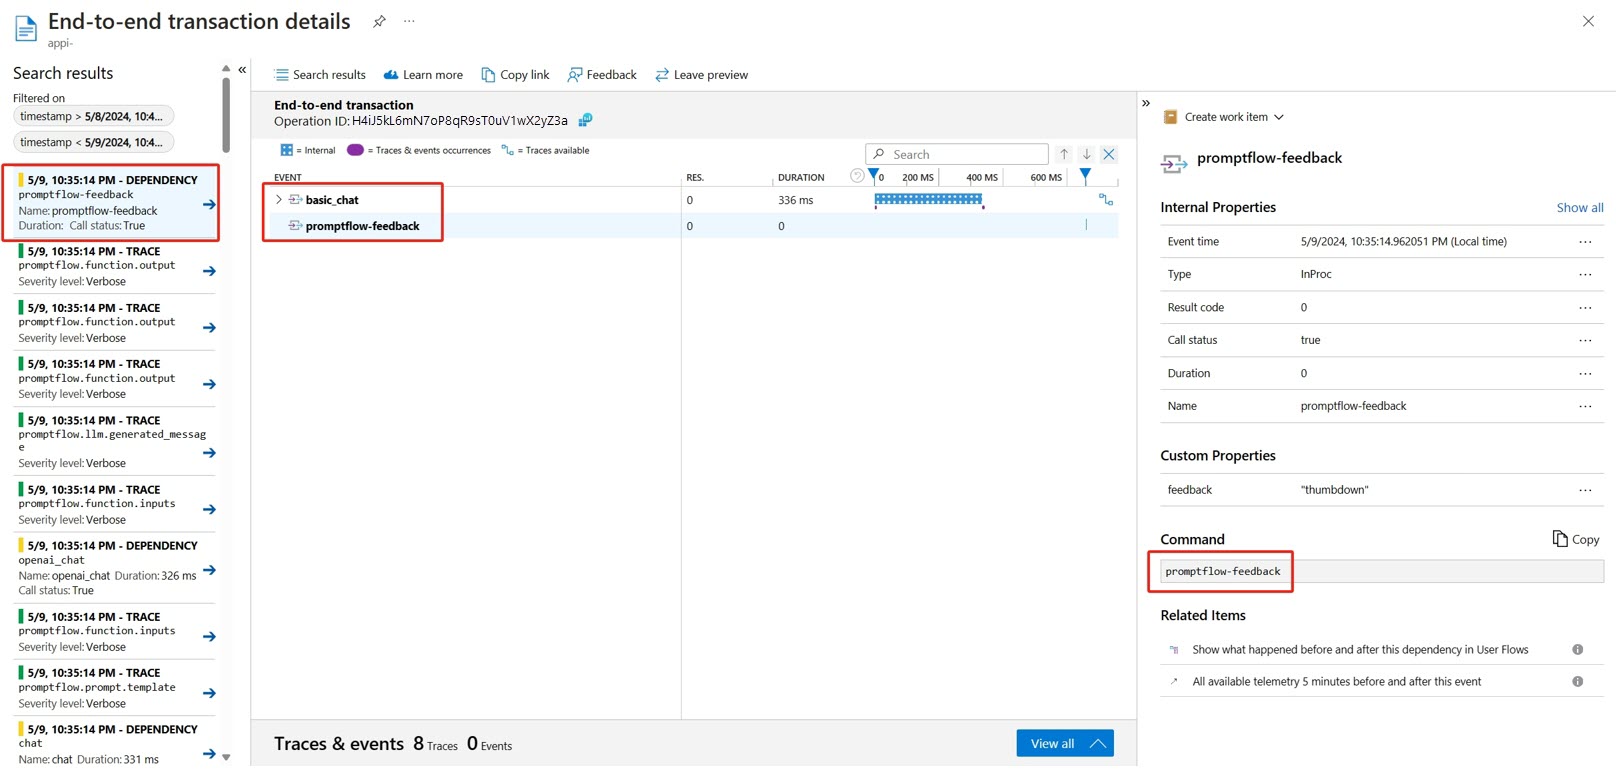 End-to-end transaction details
appi-
Search results
Filtered on
timestamp > 5/8/2024, 10:4...
timestamp < 5/9/2024, 10:4...
5/9, 10:35:14 PM - DEPENDENCY
promptflow-feedback
Name: promptflow-feedback
Duration: Call status: True
5/9, 10:35:14 PM - TRACE
promptflow.function.output
Severity level: Verbose
5/9, 10:35:14 PM - TRACE
promptflow.function.output
Severity level: Verbose
5/9, 10:35:14 PM - TRACE
promptflow.function.output
Severity level: Verbose
5/9, 10:35:14 PM - TRACE
promptflow.llm.generated_messag
e
Severity level: Verbose
5/9, 10:35:14 PM - TRACE
promptflow.function.inputs
Severity level: Verbose
5/9, 10:35:14 PM - DEPENDENCY
openai_chat
Name: openai_chat Duration: 326 ms
Call status: True
5/9, 10:35:14 PM - TRACE
promptflow.function.inputs
Severity level: Verbose
5/9, 10:35:14 PM - TRACE
promptflow.prompt.template
Severity level: Verbose
5/9, 10:35:14 PM - DEPENDENCY
chat
Name: chat Duration: 331 ms
Search results Learn more Copy link Feedback Leave preview
End-to-end transaction
Operation ID: H4iJ5kL6mN7oP8qR9sT0uV1wX2yZ3a
= Internal = Traces & events occurrences = Traces available
Search
EVENT RES. DURATION 0 200 MS 400 MS 600 MS
basic_chat 0 336 ms
promptflow-feedback 0 0
Traces & events 8 Traces 0 Events
View all
Create work item
promptflow-feedback
Internal Properties Show all
Event time 5/9/2024, 10:35:14.962051 PM (Local time) ...
Type InProc ...
Result code 0 ...
Call status true ...
Duration 0 ...
Name promptflow-feedback ...
Custom Properties
feedback "thumbdown" ...
Command Copy
promptflow-feedback
Related Items
Show what happened before and after this dependency in User Flows
All available telemetry 5 minutes before and after this event